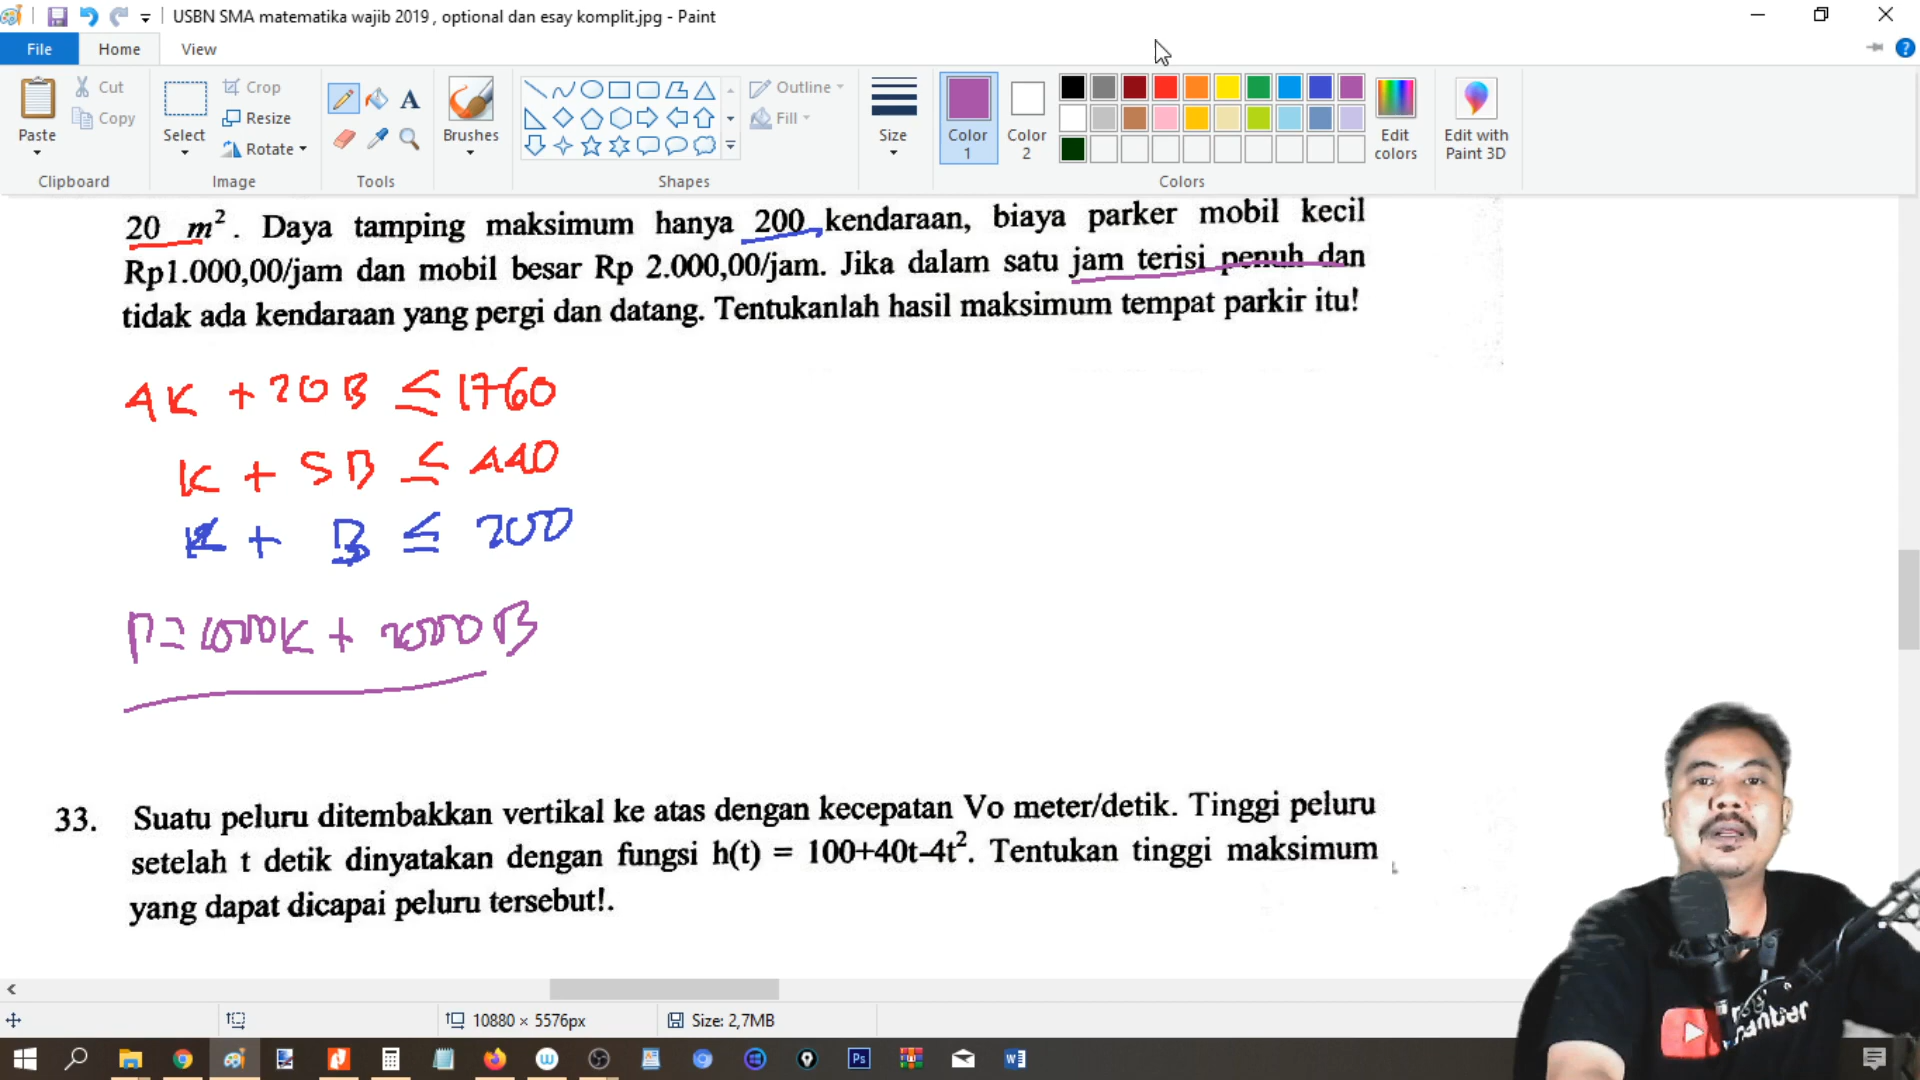 USBN SMA matematika wajib 2019 , optional dan esay komplit.jpg - Paint
File Home View
Paste Cut Copy Select Crop Resize Rotate Brushes Outline Fill Size Color 1 Color 2 Edit colors Edit with Paint 3D
Clipboard Image Tools Shapes Colors
20 m². Daya tamping maksimum hanya 200 kendaraan, biaya parker mobil kecil
Rp1.000,00/jam dan mobil besar Rp 2.000,00/jam. Jika dalam satu jam terisi penuh dan
tidak ada kendaraan yang pergi dan datang. Tentukanlah hasil maksimum tempat parkir itu!
4K + 20B ≤ 1760
K + 5B ≤ 440
K + B ≤ 200
P = 1000K + 2000B
33. Suatu peluru ditembakkan vertikal ke atas dengan kecepatan Vo meter/detik. Tinggi peluru
setelah t detik dinyatakan dengan fungsi h(t) = 100+40t-4t². Tentukan tinggi maksimum
yang dapat dicapai peluru tersebut!.
10880 × 5576px Size: 2,7MB